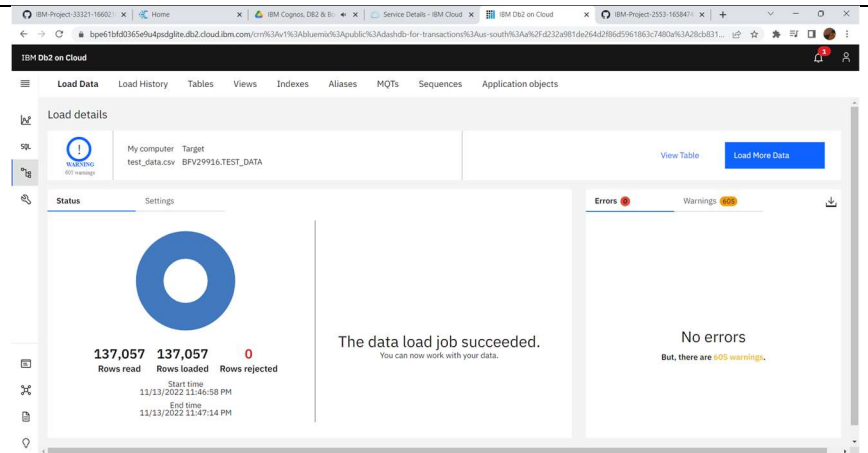 IBM-Project-33321-16602
Home
IBM Cognos, DB2 & Bo
Service Details - IBM Cloud
IBM Db2 on Cloud
IBM-Project-2553-1658474
bpe61bfd0365e9u4psdglite.db2.cloud.ibm.com/crn%3Av1%3Abluemix%3Apublic%3Adashdb-for-transactions%3Aus-south%3Aa%2Fd232a981de264d2f86d5961863c7480a%3A28cb831...
IBM Db2 on Cloud
1
Load Data Load History Tables Views Indexes Aliases MQTs Sequences Application objects
Load details
SQL
!
WARNING
605 warnings
My computer Target
test_data.csv BFV29916.TEST_DATA
View Table
Load More Data
Status Settings
Errors 0 Warnings 605
137,057 137,057 0
Rows read Rows loaded Rows rejected
Start time
11/13/2022 11:46:58 PM
End time
11/13/2022 11:47:14 PM
The data load job succeeded.
You can now work with your data.
No errors
But, there are 605 warnings.